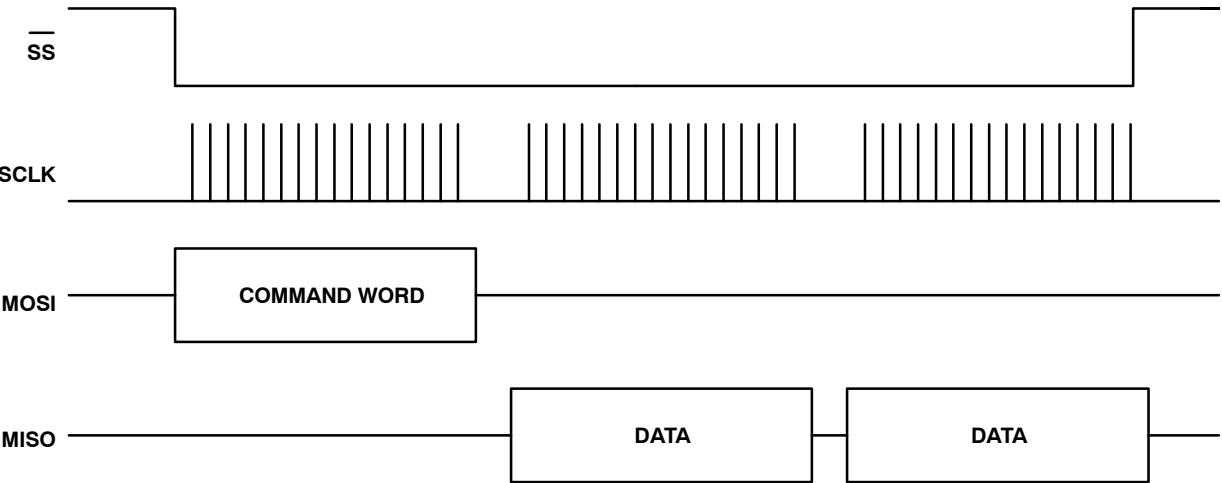 SS
SCLK
MOSI
COMMAND WORD
MISO
DATA
DATA